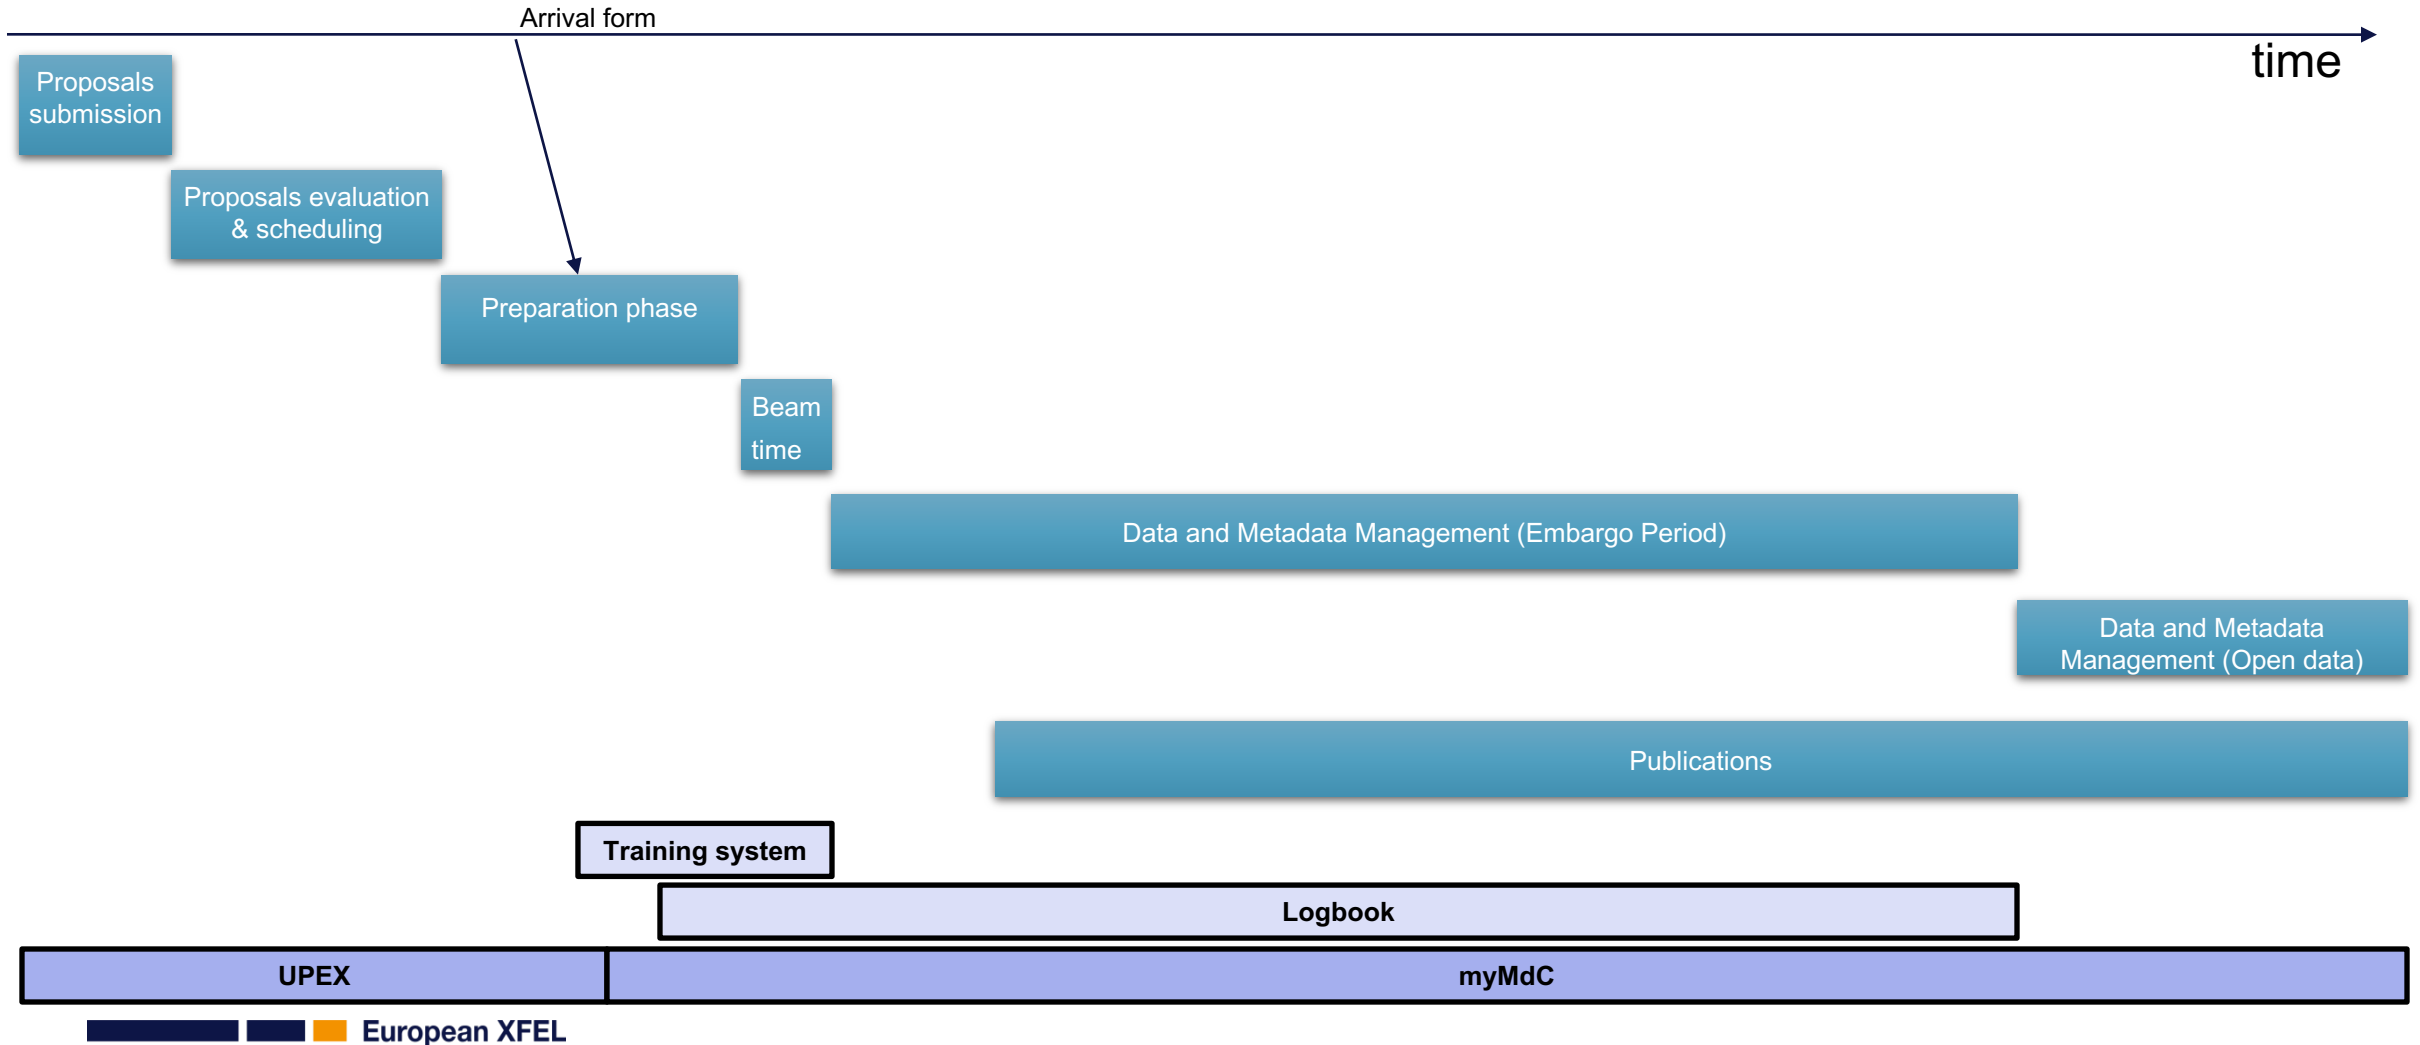 Arrival form
time
Proposals
submission
Proposals evaluation
& scheduling
Preparation phase
Beam
time
Data and Metadata Management (Embargo Period)
Data and Metadata
Management (Open data)
Publications
Training system
Logbook
UPEX
myMdC
European XFEL